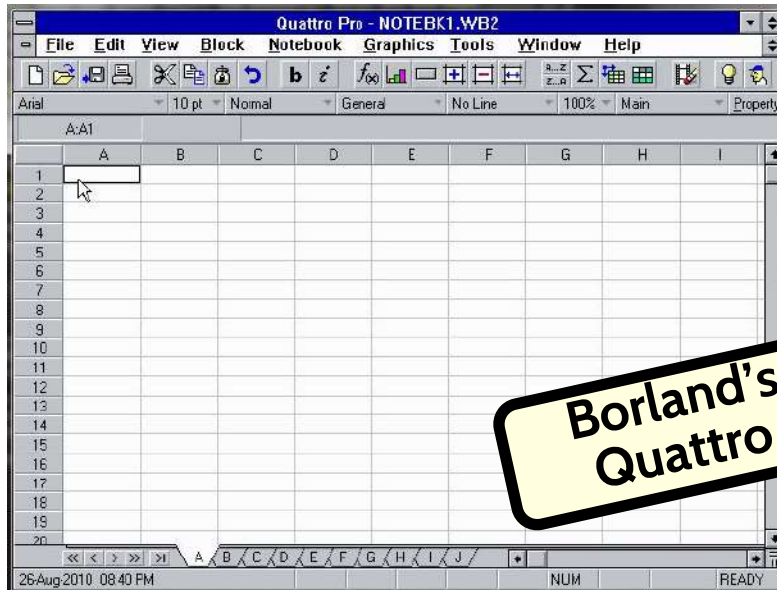 Quattro Pro - NOTEBK1.WB2
File Edit View Block Notebook Graphics Tools Window Help
b i f(x) A...Z Z...A Σ
Arial 10 pt Normal General No Line 100% Main Property
A:A1
A B C D E F G H I
1
2
3
4
5
6
7
8
9
10
11
12
13
14
15
16
17
18
19
20
Borland's
Quattro
<< < > >> >| A B C D E F G H I J
26-Aug-2010 08:40 PM NUM READY